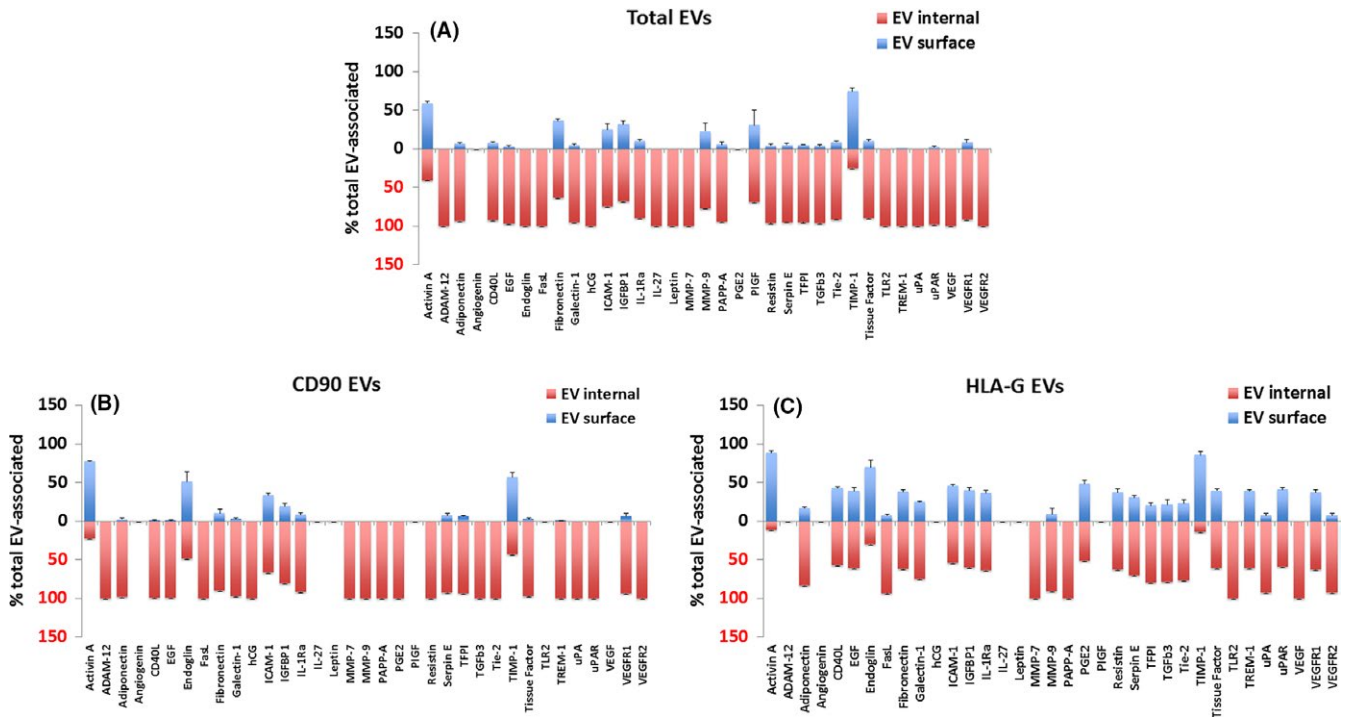 Total EVs
(A)
EV internal
EV surface
% total EV-associated
150
100
50
0
50
100
150
Activin A
ADAM-12
Adiponectin
Angiogenin
CD40L
EGF
Endoglin
FasL
Fibronectin
Galectin-1
hCG
ICAM-1
IGFBP1
IL-1Ra
IL-27
Leptin
MMP-7
MMP-9
PAPP-A
PGE2
PlGF
Resistin
Serpin E
TFPI
TGFb3
Tie-2
TIMP-1
Tissue Factor
TLR2
TREM-1
uPA
uPAR
VEGF
VEGFR1
VEGFR2
CD90 EVs
(B)
EV internal
EV surface
% total EV-associated
150
100
50
0
50
100
150
Activin A
ADAM-12
Adiponectin
Angiogenin
CD40L
EGF
Endoglin
FasL
Fibronectin
Galectin-1
hCG
ICAM-1
IGFBP1
IL-1Ra
IL-27
Leptin
MMP-7
MMP-9
PAPP-A
PGE2
PlGF
Resistin
Serpin E
TFPI
TGFb3
Tie-2
TIMP-1
Tissue Factor
TLR2
TREM-1
uPA
uPAR
VEGF
VEGFR1
VEGFR2
HLA-G EVs
(C)
EV internal
EV surface
% total EV-associated
150
100
50
0
50
100
150
Activin A
ADAM-12
Adiponectin
Angiogenin
CD40L
EGF
Endoglin
FasL
Fibronectin
Galectin-1
hCG
ICAM-1
IGFBP1
IL-1Ra
IL-27
Leptin
MMP-7
MMP-9
PAPP-A
PGE2
PlGF
Resistin
Serpin E
TFPI
TGFb3
Tie-2
TIMP-1
Tissue Factor
TLR2
TREM-1
uPA
uPAR
VEGF
VEGFR1
VEGFR2